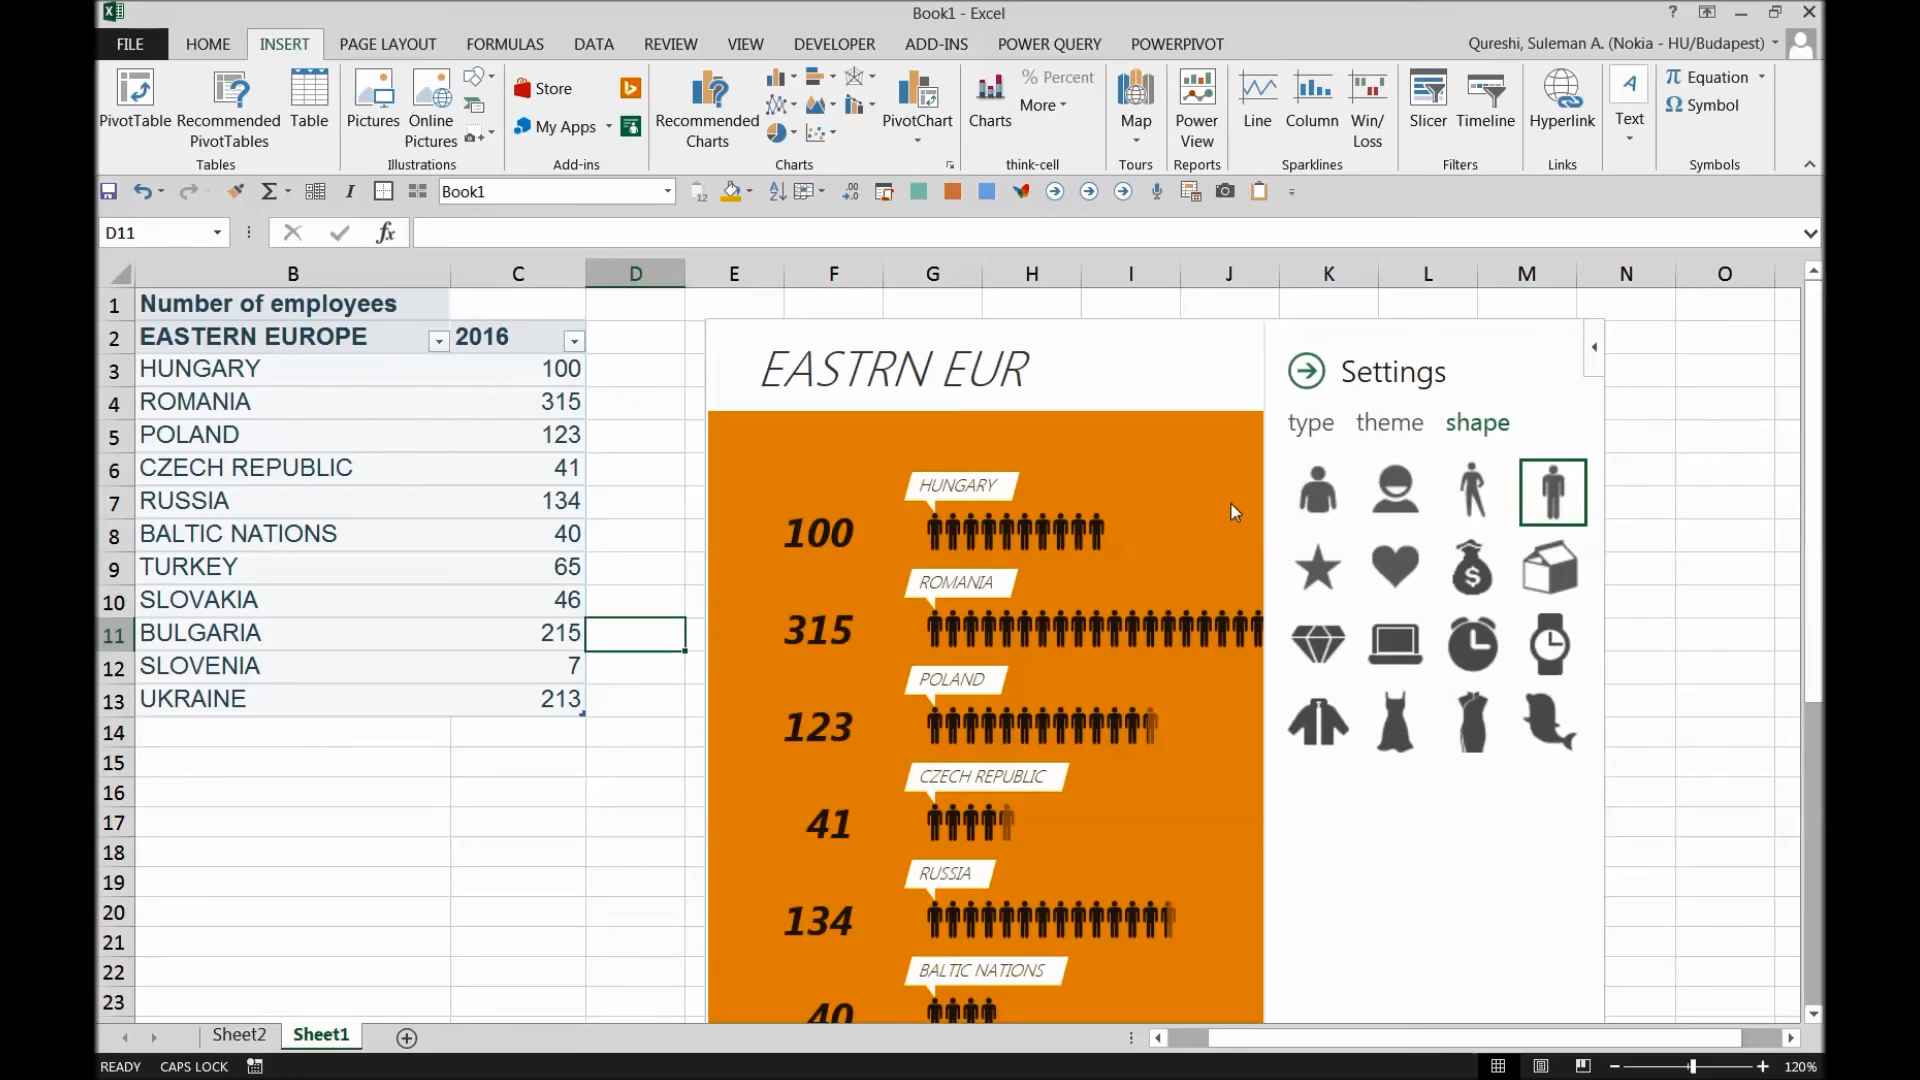 Book1 - Excel
?
FILE HOME INSERT PAGE LAYOUT FORMULAS DATA REVIEW VIEW DEVELOPER ADD-INS POWER QUERY POWERPIVOT
Qureshi, Suleman A. (Nokia - HU/Budapest)
PivotTable
Recommended
PivotTables
Table
Tables
Pictures
Online
Pictures
Illustrations
Store
My Apps
Add-ins
Recommended
Charts
PivotChart
Charts
Charts
% Percent
More
think-cell
Map
Tours
Power
View
Reports
Line
Column
Win/
Loss
Sparklines
Slicer
Timeline
Filters
Hyperlink
Links
Text
π Equation
Ω Symbol
Symbols
Book1
D11
fx
B C D E F G H I J K L M N O
1 Number of employees
2 EASTERN EUROPE 2016
3 HUNGARY 100
4 ROMANIA 315
5 POLAND 123
6 CZECH REPUBLIC 41
7 RUSSIA 134
8 BALTIC NATIONS 40
9 TURKEY 65
10 SLOVAKIA 46
11 BULGARIA 215
12 SLOVENIA 7
13 UKRAINE 213
14
15
16
17
18
19
20
21
22
23
EASTRN EUR
HUNGARY
100
ROMANIA
315
POLAND
123
CZECH REPUBLIC
41
RUSSIA
134
BALTIC NATIONS
40
Settings
type theme shape
Sheet2 Sheet1
READY CAPS LOCK
120%